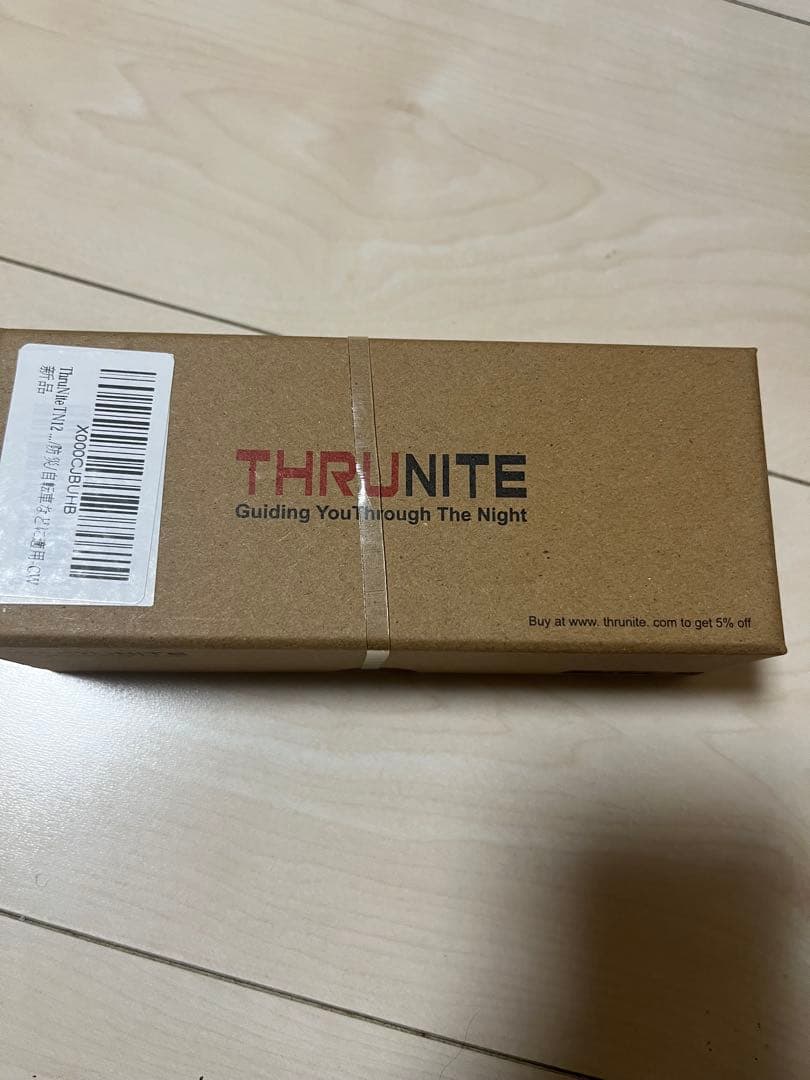 THRUNITE
Guiding YouThrough The Night
Buy at www. thrunite. com to get 5% off
X000CJBUHB
ThruNite TN12 .../防災/自転車などに適用-CW
新品